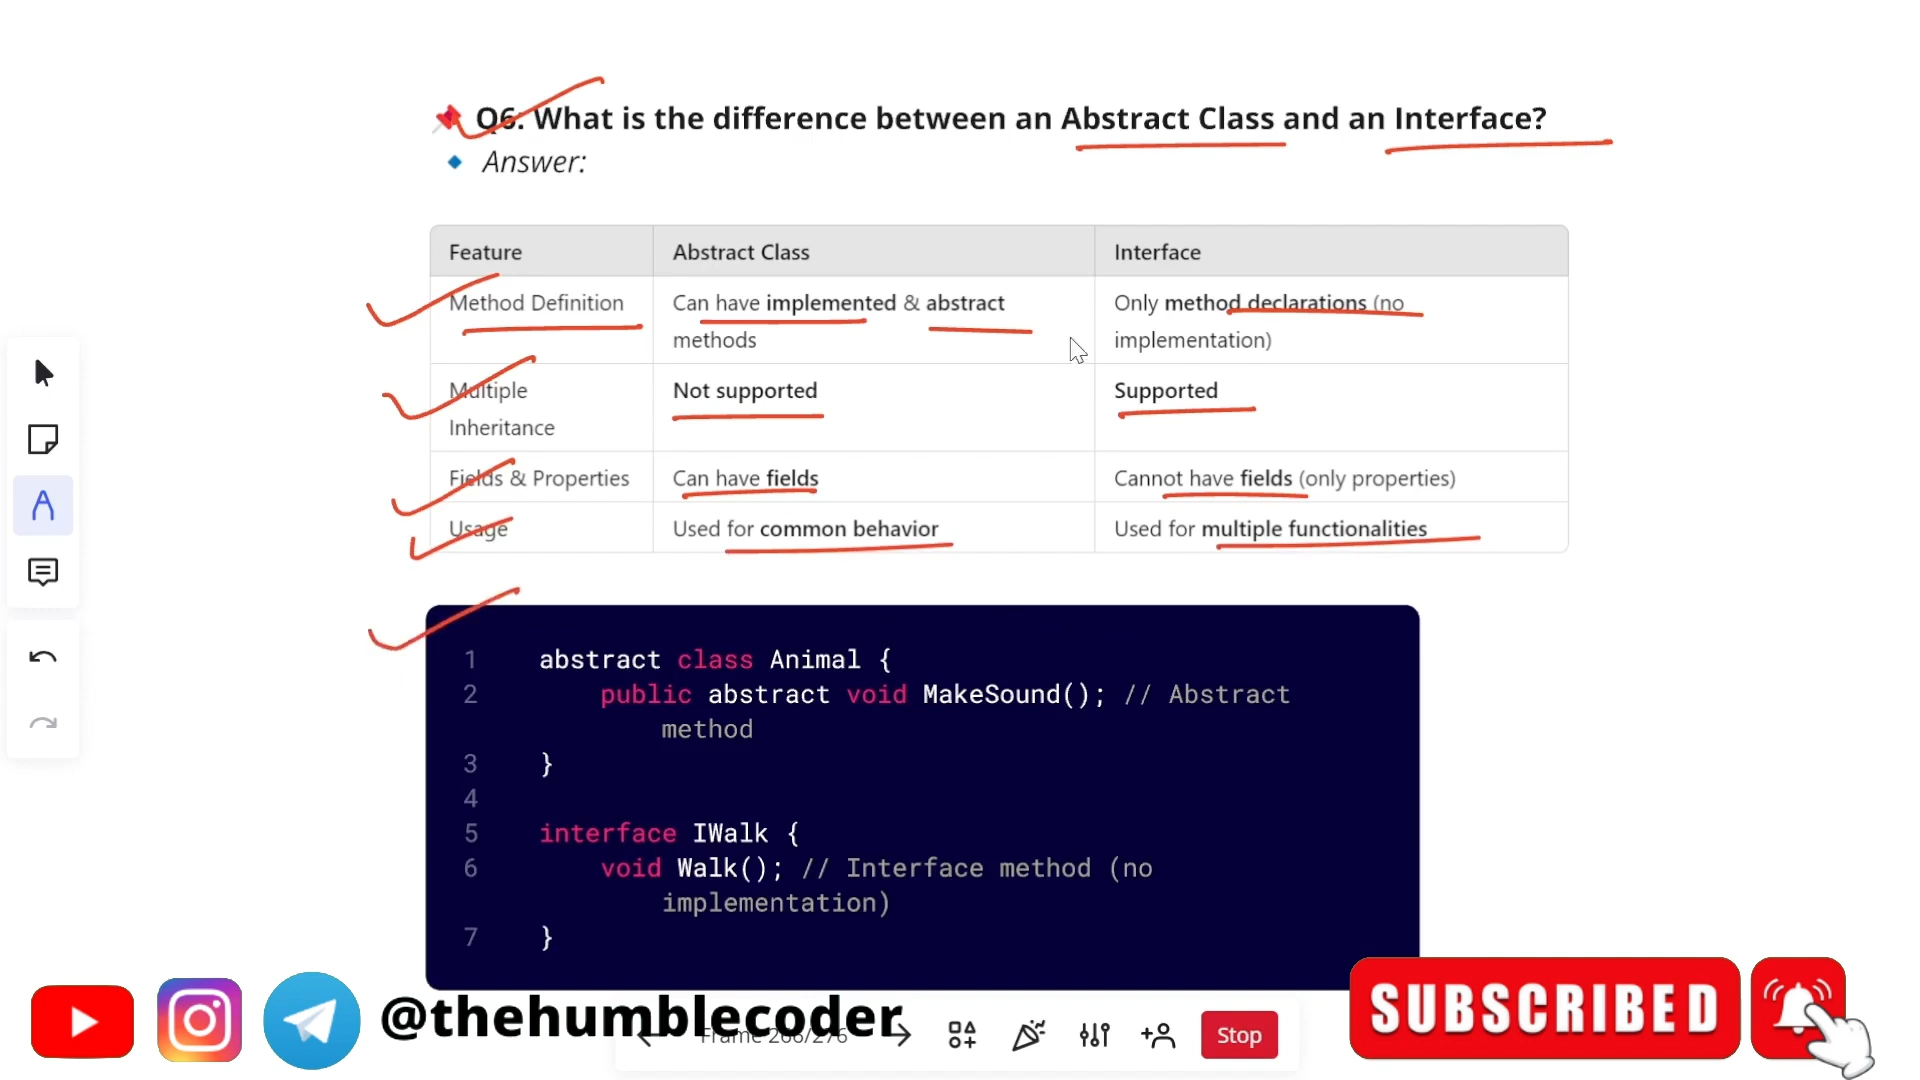 Q6. What is the difference between an Abstract Class and an Interface?
Answer:
Feature Abstract Class Interface
Method Definition Can have implemented & abstract methods Only method declarations (no implementation)
Multiple Inheritance Not supported Supported
Fields & Properties Can have fields Cannot have fields (only properties)
Usage Used for common behavior Used for multiple functionalities
1 abstract class Animal {
2 public abstract void MakeSound(); // Abstract
method
3 }
4
5 interface IWalk {
6 void Walk(); // Interface method (no
implementation)
7 }
@thehumblecoder
Frame 266/276
Stop
SUBSCRIBED